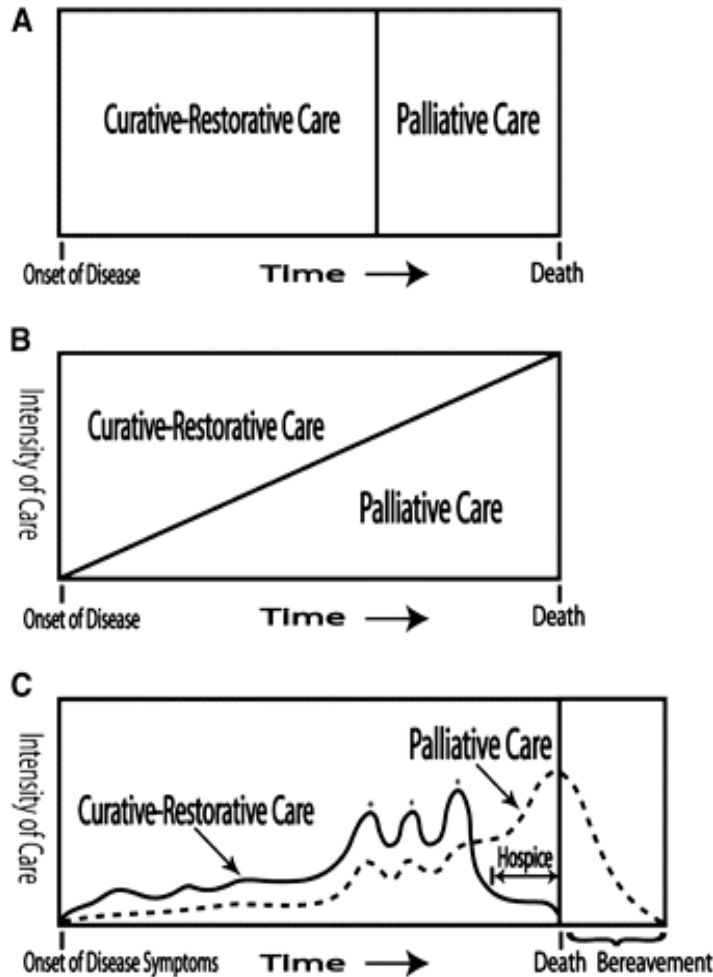 A
Curative-Restorative Care
Palliative Care
Onset of Disease
Time
Death
B
Intensity of Care
Curative-Restorative Care
Palliative Care
Onset of Disease
Time
Death
C
Intensity of Care
Palliative Care
Curative-Restorative Care
Hospice
Onset of Disease Symptoms
Time
Death
Bereavement